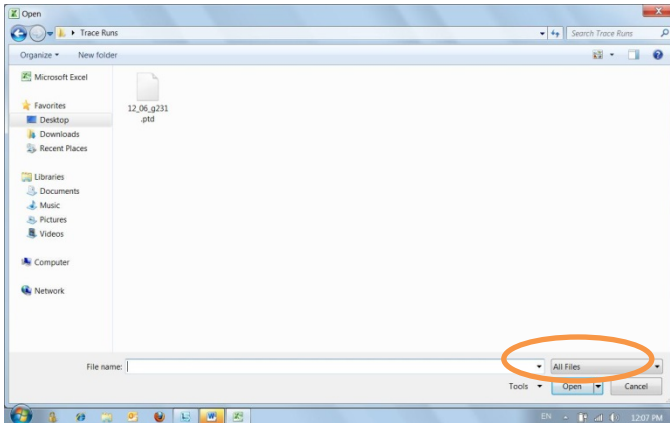 Open
Trace Runs
Search Trace Runs
Organize
New folder
Microsoft Excel
Favorites
Desktop
Downloads
Recent Places
Libraries
Documents
Music
Pictures
Videos
Computer
Network
12_06_g231
.ptd
File name:
All Files
Tools
Open
Cancel
EN
12:07 PM